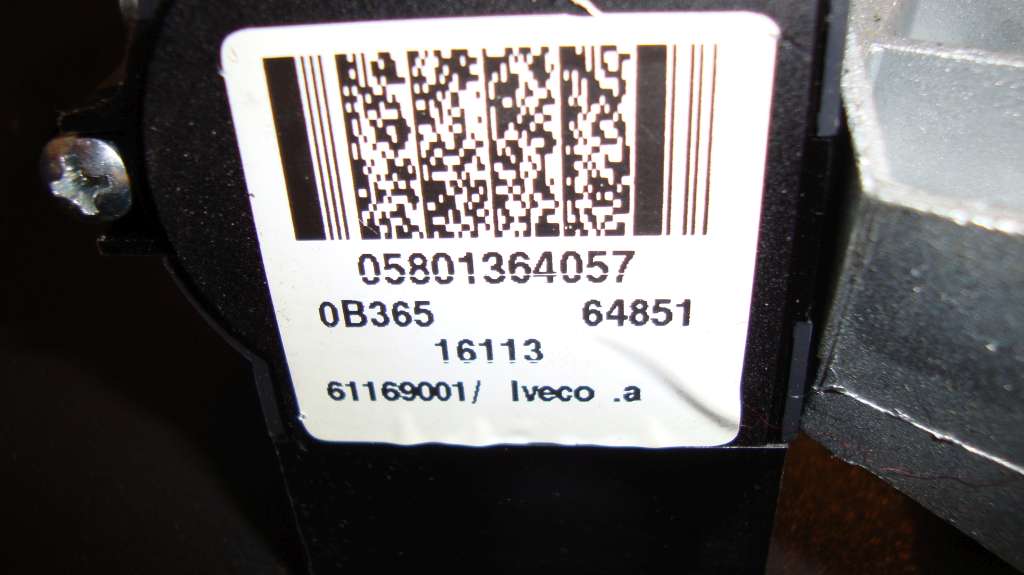 05801364057
0B365 64851
16113
61169001/ Iveco .a